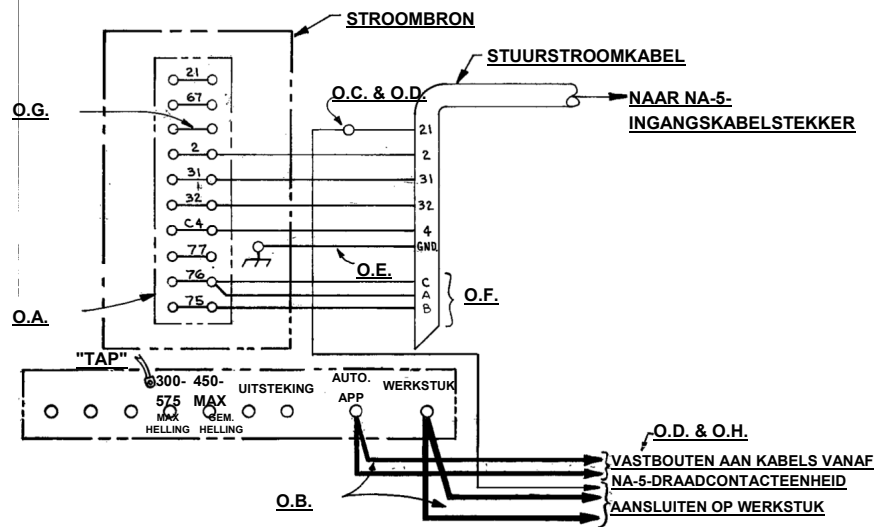 STROOMBRON
STUURSTROOMKABEL
NAAR NA-5-
INGANGSKABELSTEKKER
O.C. & O.D.
O.G.
21
67
2
31
32
C4
77
76
75
21
2
31
32
4
GND.
C
A
B
O.E.
O.F.
O.A.
"TAP"
300-
575
MAX
HELLING
450-
MAX
GEM.
HELLING
UITSTEKING
AUTO.
APP
WERKSTUK
O.D. & O.H.
VASTBOUTEN AAN KABELS VANAF
NA-5-DRAADCONTACTEENHEID
AANSLUITEN OP WERKSTUK
O.B.